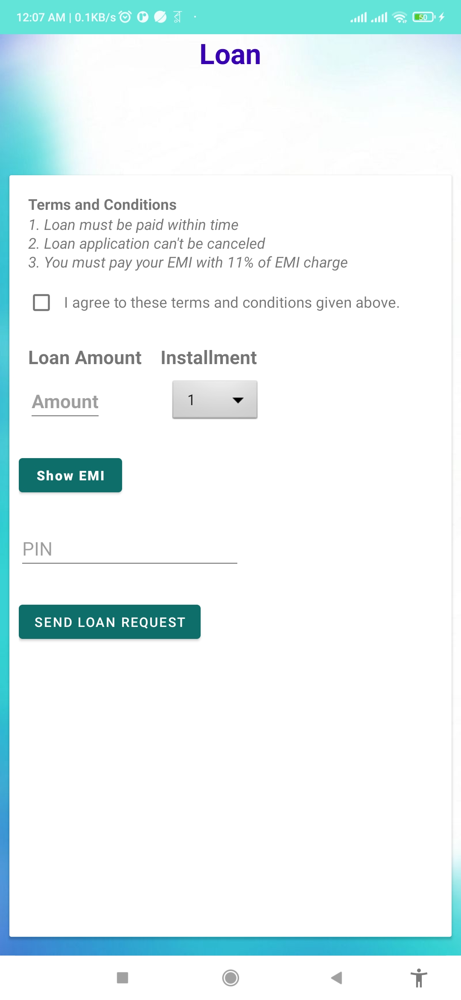 12:07 AM | 0.1KB/s
50
Loan
Terms and Conditions
1. Loan must be paid within time
2. Loan application can't be canceled
3. You must pay your EMI with 11% of EMI charge
I agree to these terms and conditions given above.
Loan Amount Installment
Amount 1
Show EMI
PIN
SEND LOAN REQUEST